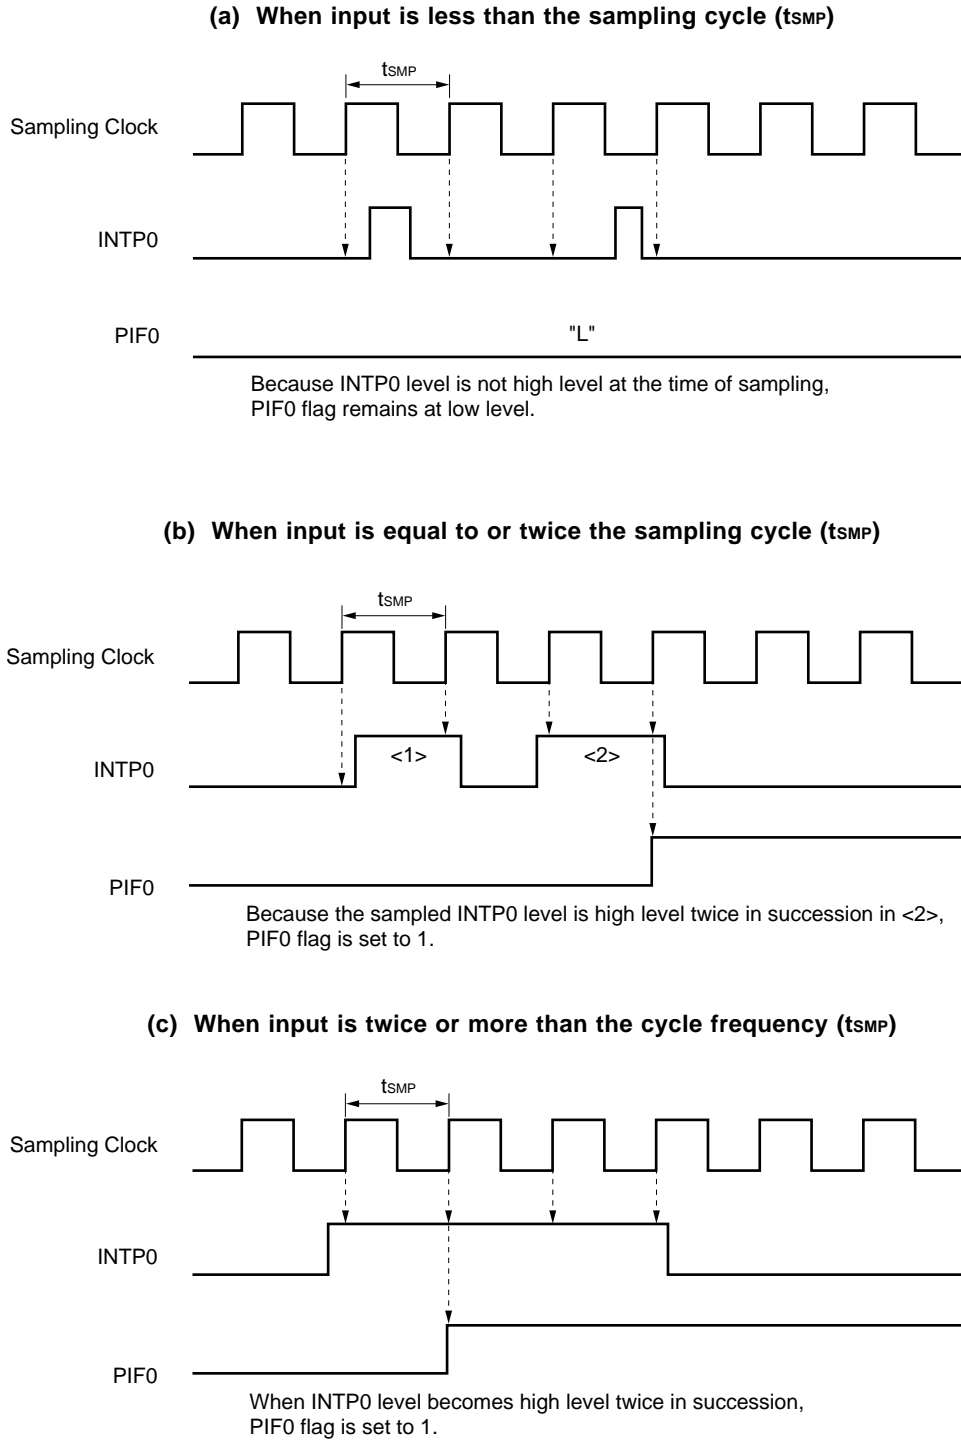 (a) When input is less than the sampling cycle (tSMP)
tSMP
Sampling Clock
INTP0
PIF0
"L"
Because INTP0 level is not high level at the time of sampling,
PIF0 flag remains at low level.
(b) When input is equal to or twice the sampling cycle (tSMP)
tSMP
Sampling Clock
<1>
<2>
INTP0
PIF0
Because the sampled INTP0 level is high level twice in succession in <2>,
PIF0 flag is set to 1.
(c) When input is twice or more than the cycle frequency (tSMP)
tSMP
Sampling Clock
INTP0
PIF0
When INTP0 level becomes high level twice in succession,
PIF0 flag is set to 1.